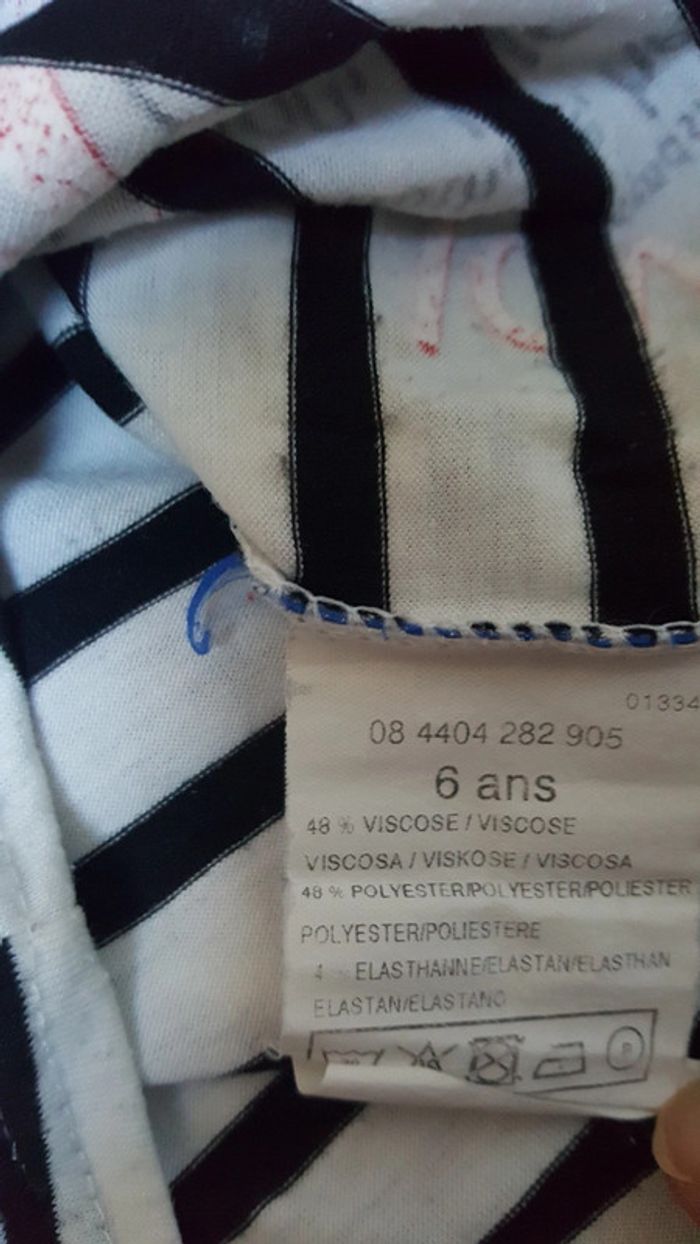 01334
08 4404 282 905
6 ans
48 % VISCOSE / VISCOSE
VISCOSA / VISKOSE / VISCOSA
48 % POLYESTER/POLYESTER/POLIESTER
POLYESTER/POLIESTERE
4 ELASTHANNE/ELASTAN/ELASTHAN
ELASTAN/ELASTANO
P